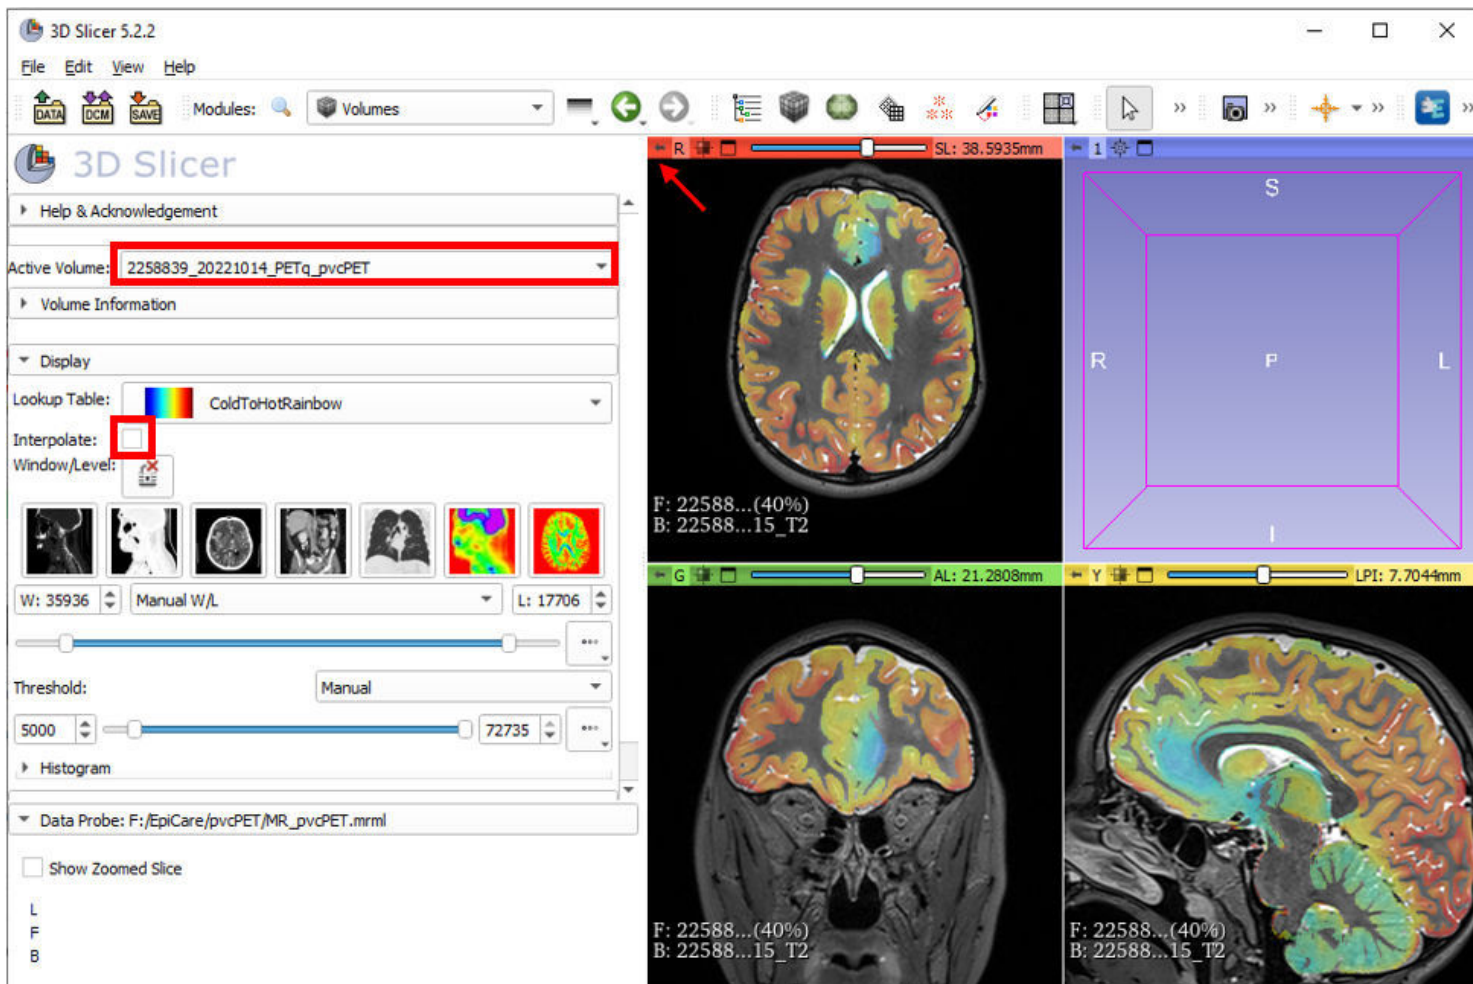 3D Slicer 5.2.2
File Edit View Help
DATA DCM SAVE Modules: Volumes
3D Slicer
Help & Acknowledgement
Active Volume: 2258839_20221014_PETq_pvcPET
Volume Information
Display
Lookup Table: ColdToHotRainbow
Interpolate:
Window/Level:
W: 35936 Manual W/L L: 17706
Threshold: Manual
5000 72735
Histogram
Data Probe: F:/EpiCare/pvcPET/MR_pvcPET.mrml
Show Zoomed Slice
L
F
B
R SL: 38.5935mm
F: 22588...(40%)
B: 22588...15_T2
1
S
R P L
I
G AL: 21.2808mm
F: 22588...(40%)
B: 22588...15_T2
Y LPI: 7.7044mm
F: 22588...(40%)
B: 22588...15_T2